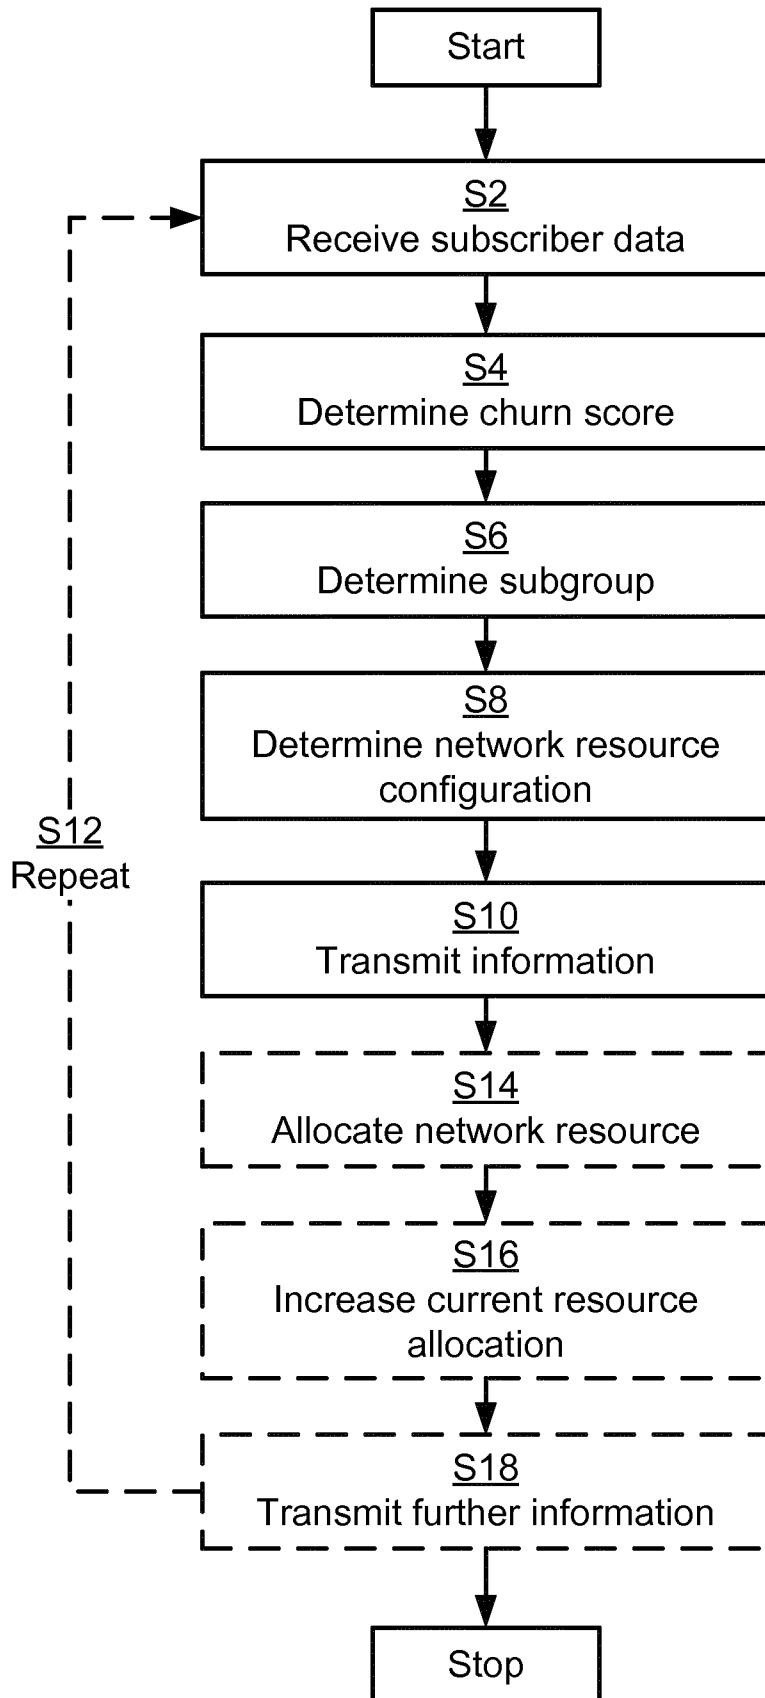 Start
S2
Receive subscriber data
S4
Determine churn score
S6
Determine subgroup
S8
Determine network resource
configuration
S12
Repeat
S10
Transmit information
S14
Allocate network resource
S16
Increase current resource
allocation
S18
Transmit further information
Stop